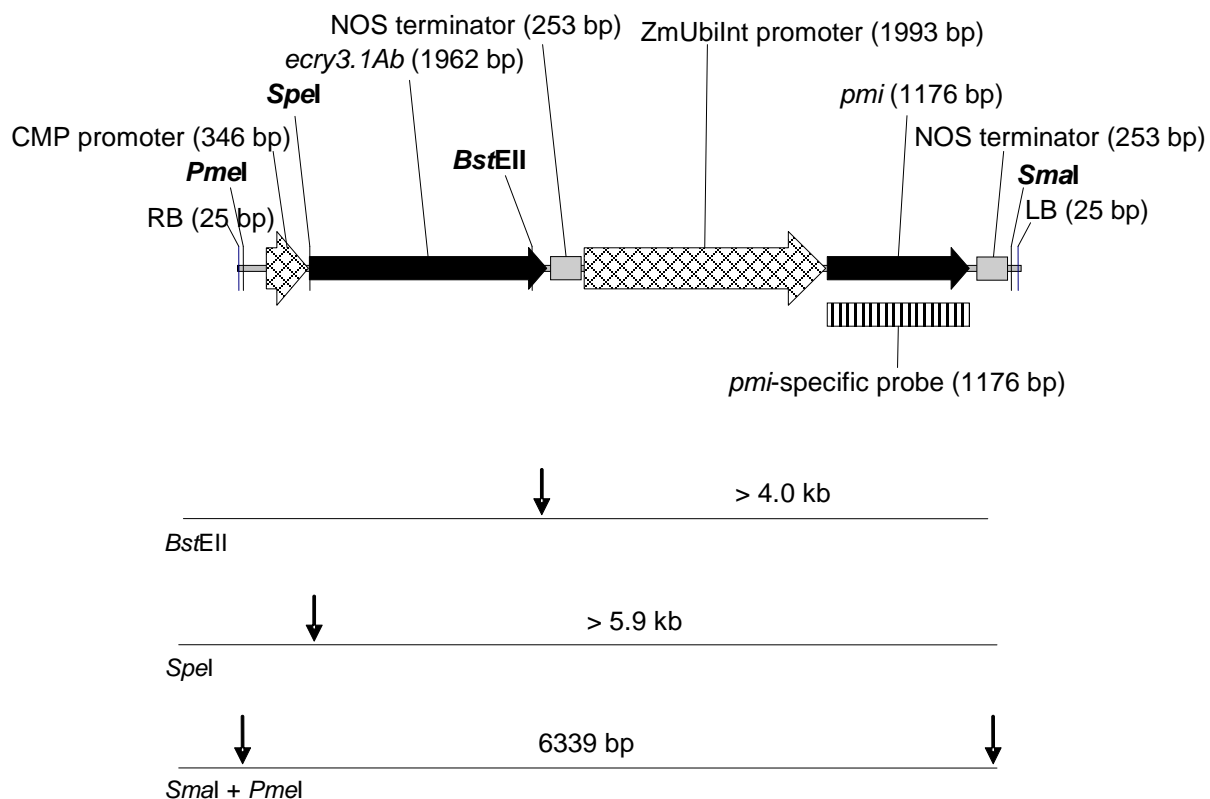 NOS terminator (253 bp)
ZmUbiInt promoter (1993 bp)
ecry3.1Ab (1962 bp)
SpeI
pmi (1176 bp)
CMP promoter (346 bp)
BstEII
NOS terminator (253 bp)
PmeI
SmaI
RB (25 bp)
LB (25 bp)
pmi-specific probe (1176 bp)
> 4.0 kb
BstEII
> 5.9 kb
SpeI
6339 bp
SmaI + PmeI